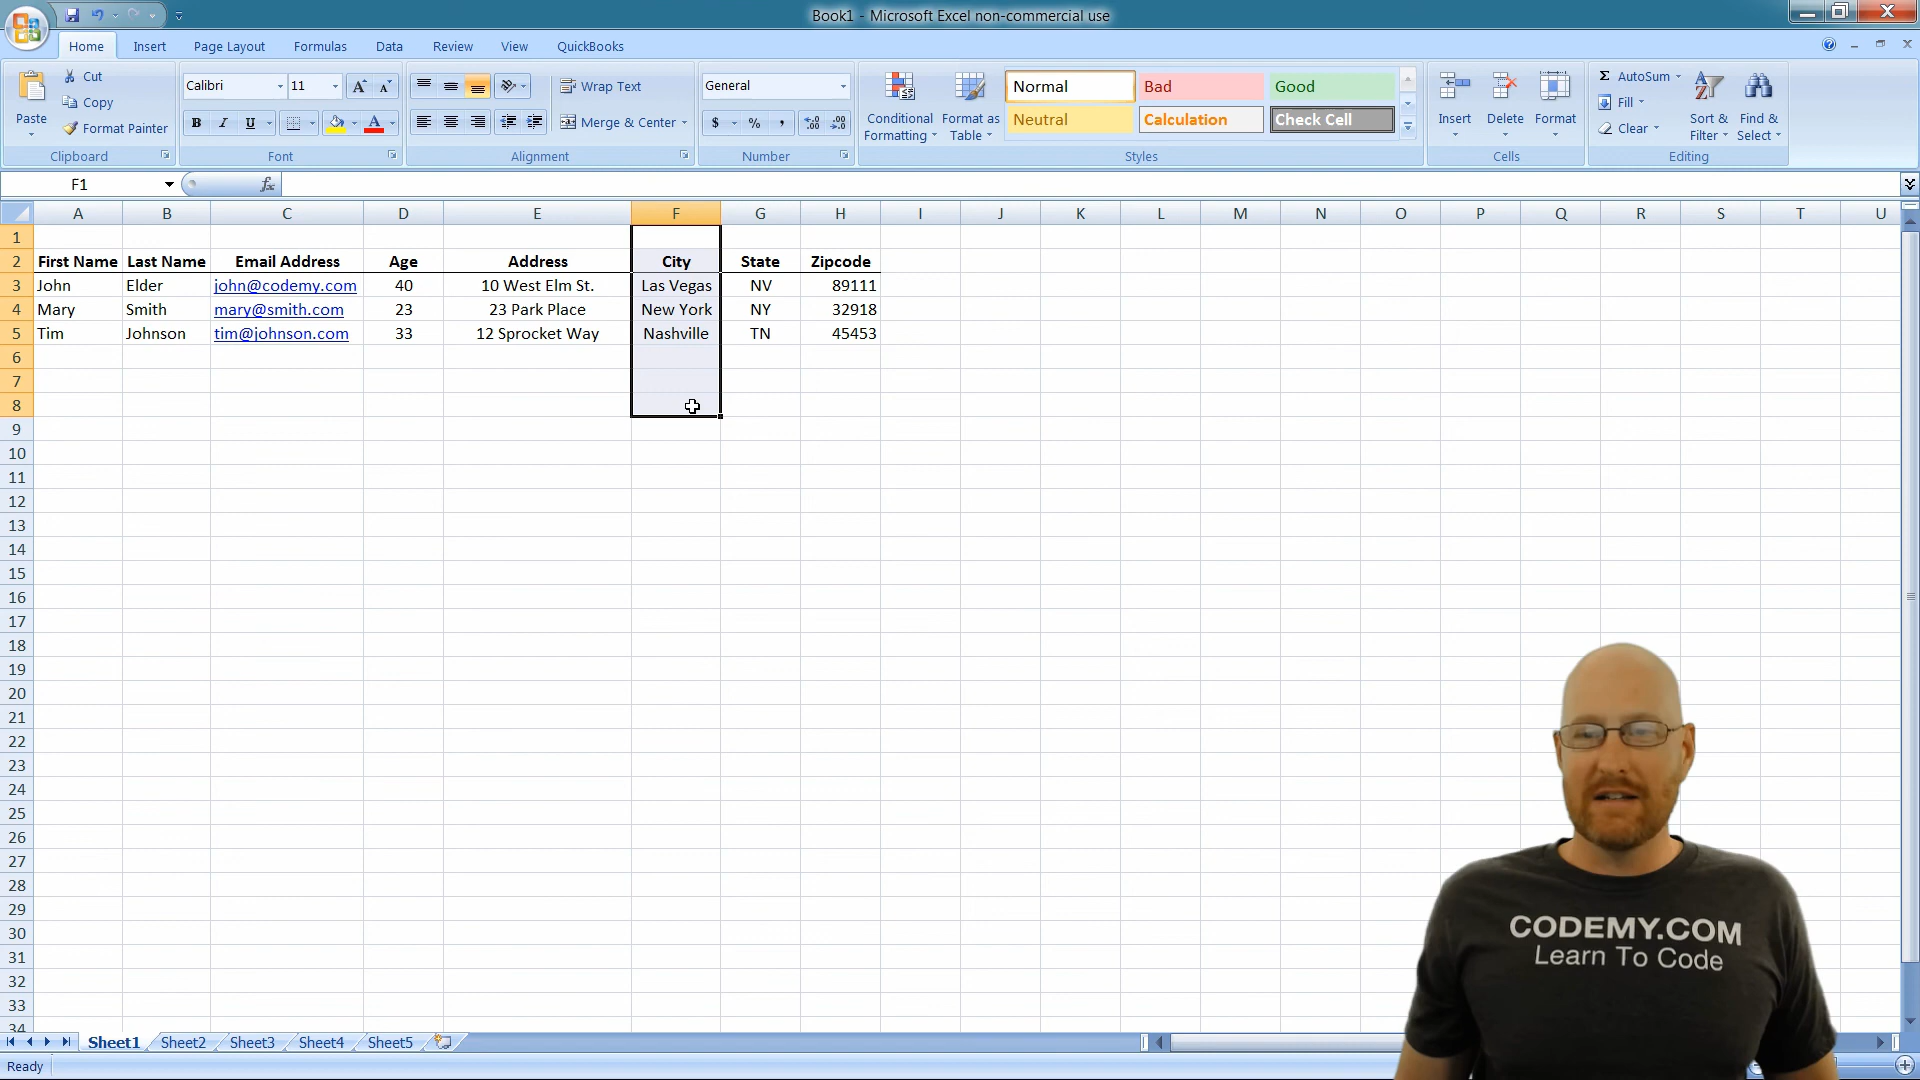 Book1 - Microsoft Excel non-commercial use
Home Insert Page Layout Formulas Data Review View QuickBooks
Paste
Cut
Copy
Format Painter
Clipboard
Calibri 11
B I U
Font
Wrap Text
Merge & Center
Alignment
General
$ % ,
Number
Conditional Formatting
Format as Table
Normal Bad Good
Neutral Calculation Check Cell
Styles
Insert Delete Format
Cells
AutoSum
Fill
Clear
Sort & Filter
Find & Select
Editing
F1 fx
A B C D E F G H I J K L M N O P Q R S T U
1
2 First Name Last Name Email Address Age Address City State Zipcode
3 John Elder john@codemy.com 40 10 West Elm St. Las Vegas NV 89111
4 Mary Smith mary@smith.com 23 23 Park Place New York NY 32918
5 Tim Johnson tim@johnson.com 33 12 Sprocket Way Nashville TN 45453
6
7
8
9
10
11
12
13
14
15
16
17
18
19
20
21
22
23
24
25
26
27
28
29
30
31
32
33
34
CODEMY.COM
Learn To Code
Sheet1 Sheet2 Sheet3 Sheet4 Sheet5
Ready